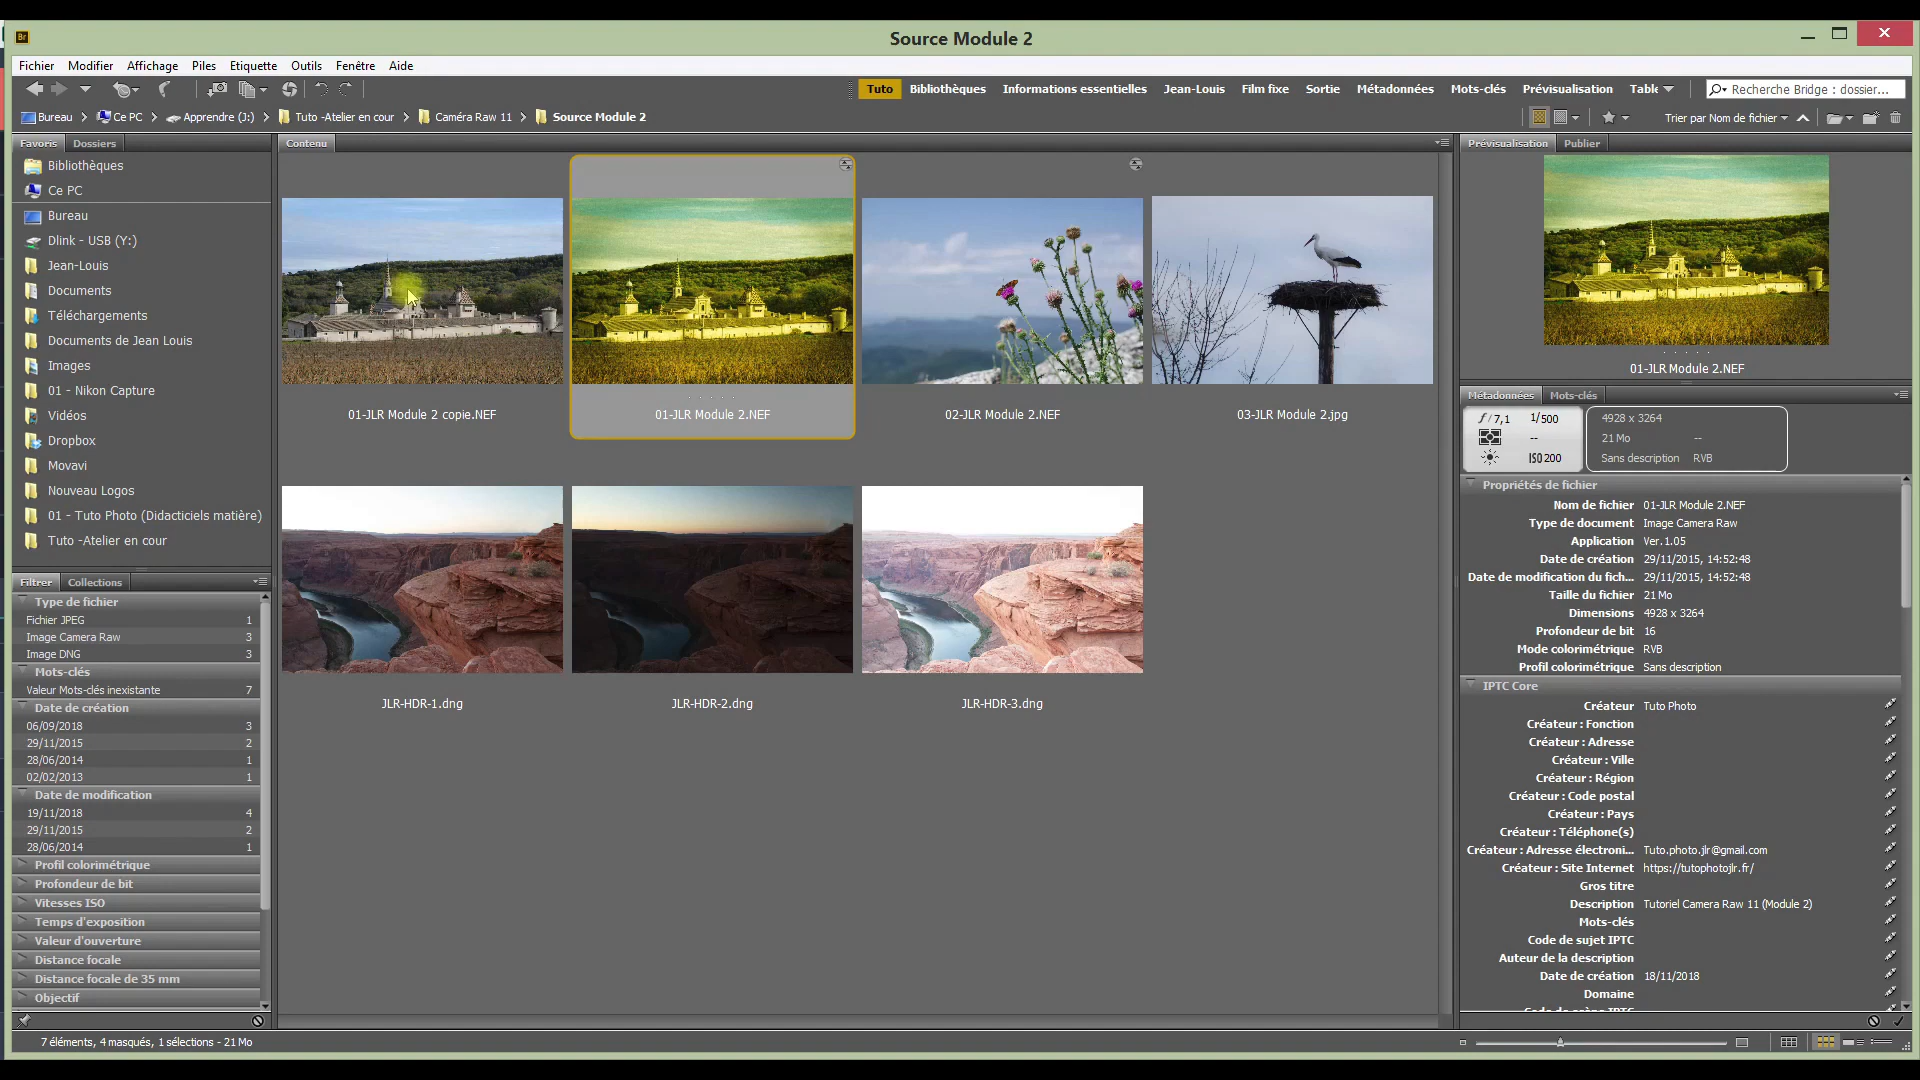 Br
Source Module 2
Fichier Modifier Affichage Piles Etiquette Outils Fenêtre Aide
Tuto Bibliothèques Informations essentielles Jean-Louis Film fixe Sortie Métadonnées Mots-clés Prévisualisation Table
Recherche Bridge : dossier...
Bureau Ce PC Apprendre (J:) Tuto -Atelier en cour Caméra Raw 11 Source Module 2
Trier par Nom de fichier
Favoris Dossiers
Bibliothèques
Ce PC
Bureau
Dlink - USB (Y:)
Jean-Louis
Documents
Téléchargements
Documents de Jean Louis
Images
01 - Nikon Capture
Vidéos
Dropbox
Movavi
Nouveau Logos
01 - Tuto Photo (Didacticiels matière)
Tuto -Atelier en cour
Filtrer Collections
Type de fichier
Fichier JPEG 1
Image Camera Raw 3
Image DNG 3
Mots-clés
Valeur Mots-clés inexistante 7
Date de création
06/09/2018 3
29/11/2015 2
28/06/2014 1
02/02/2013 1
Date de modification
19/11/2018 4
29/11/2015 2
28/06/2014 1
Profil colorimétrique
Profondeur de bit
Vitesses ISO
Temps d'exposition
Valeur d'ouverture
Distance focale
Distance focale de 35 mm
Objectif
Contenu
01-JLR Module 2 copie.NEF
01-JLR Module 2.NEF
02-JLR Module 2.NEF
03-JLR Module 2.jpg
JLR-HDR-1.dng
JLR-HDR-2.dng
JLR-HDR-3.dng
Prévisualisation Publier
01-JLR Module 2.NEF
Métadonnées Mots-clés
f/7,1 1/500
--
ISO 200
4928 x 3264
21 Mo --
Sans description RVB
Propriétés de fichier
Nom de fichier 01-JLR Module 2.NEF
Type de document Image Camera Raw
Application Ver.1.05
Date de création 29/11/2015, 14:52:48
Date de modification du fich... 29/11/2015, 14:52:48
Taille du fichier 21 Mo
Dimensions 4928 x 3264
Profondeur de bit 16
Mode colorimétrique RVB
Profil colorimétrique Sans description
IPTC Core
Créateur Tuto Photo
Créateur : Fonction
Créateur : Adresse
Créateur : Ville
Créateur : Région
Créateur : Code postal
Créateur : Pays
Créateur : Téléphone(s)
Créateur : Adresse électroni... Tuto.photo.jlr@gmail.com
Créateur : Site Internet https://tutophotojlr.fr/
Gros titre
Description Tutoriel Camera Raw 11 (Module 2)
Mots-clés
Code de sujet IPTC
Auteur de la description
Date de création 18/11/2018
Domaine
Code de scène IPTC
7 éléments, 4 masqués, 1 sélections - 21 Mo